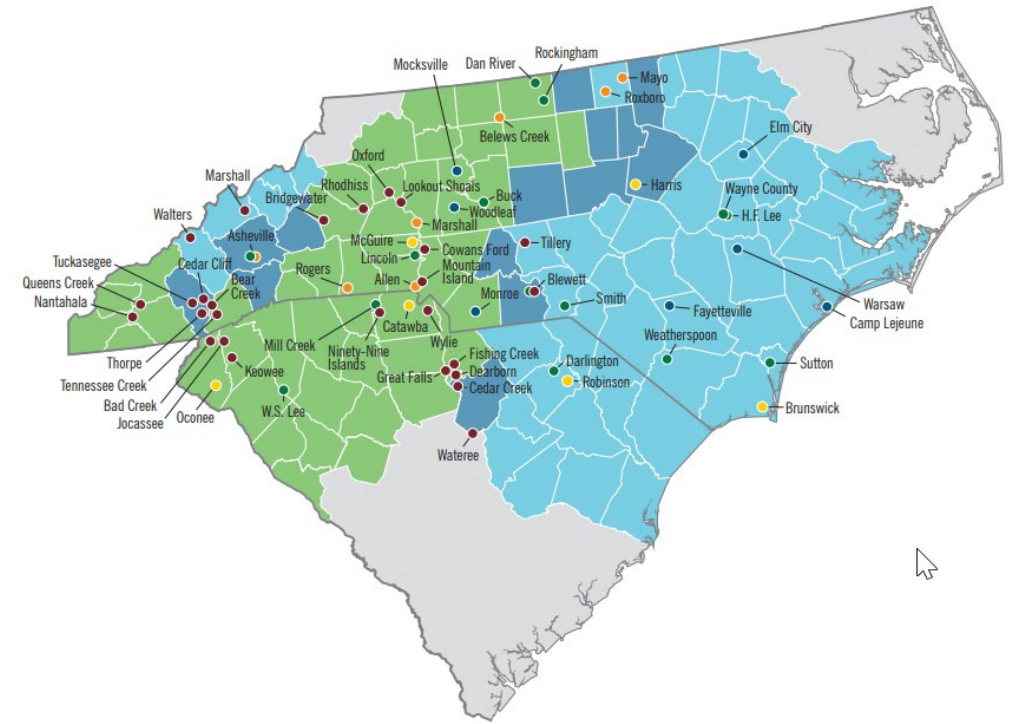 Rockingham
Dan River
Mocksville
Mayo
Roxboro
Belews Creek
Elm City
Oxford
Marshall
Rhodhiss
Lookout Shoals
Harris
Bridgewater
Buck
Wayne County
Woodleaf
H.F. Lee
Walters
Marshall
Asheville
McGuire
Cowans Ford
Tillery
Lincoln
Tuckasegee
Cedar Cliff
Mountain
Island
Rogers
Allen
Queens Creek
Bear
Creek
Blewett
Nantahala
Monroe
Smith
Warsaw
Fayetteville
Camp Lejeune
Catawba
Wylie
Weatherspoon
Mill Creek
Ninety-Nine
Islands
Fishing Creek
Darlington
Sutton
Thorpe
Keowee
Great Falls
Dearborn
Robinson
Tennessee Creek
Cedar Creek
Bad Creek
Brunswick
Jocassee
Oconee
W.S. Lee
Wateree